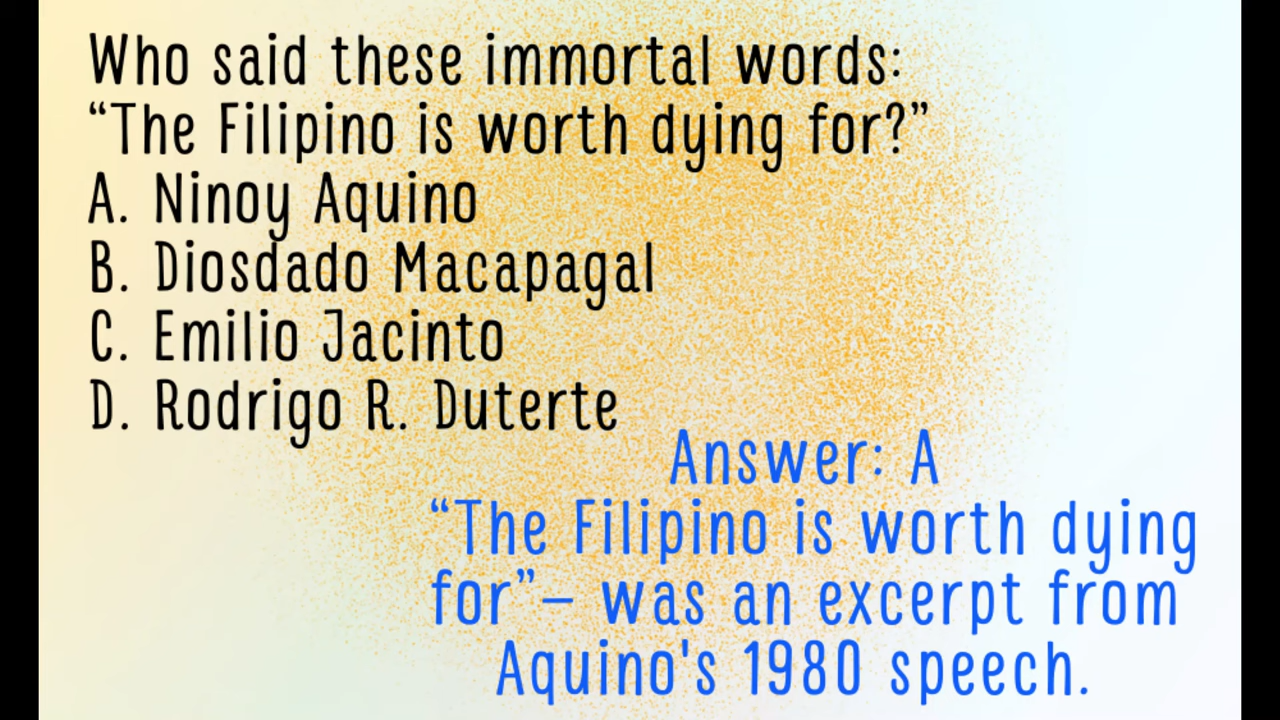 Who said these immortal words:
“The Filipino is worth dying for?”
A. Ninoy Aquino
B. Diosdado Macapagal
C. Emilio Jacinto
D. Rodrigo R. Duterte
Answer: A
“The Filipino is worth dying
for”– was an excerpt from
Aquino's 1980 speech.